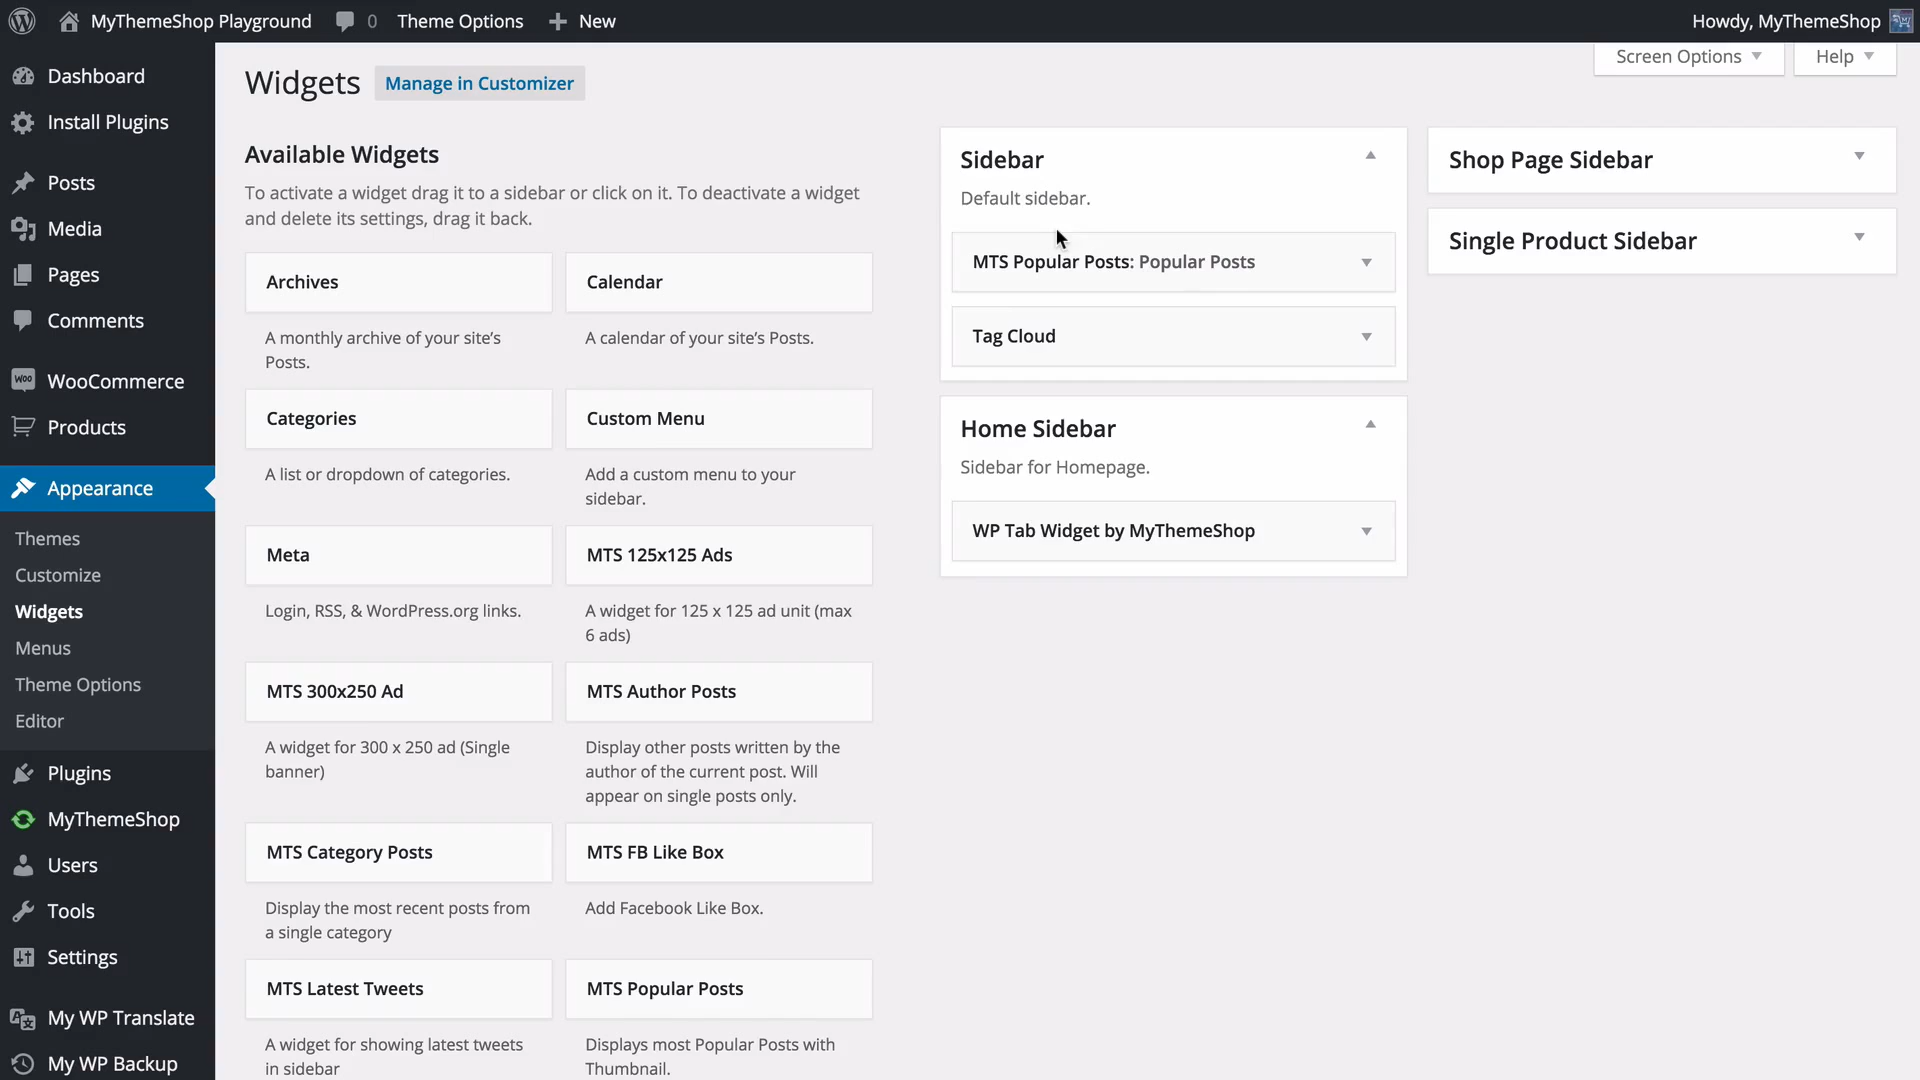 MyThemeShop Playground 0 Theme Options New Howdy, MyThemeShop
Dashboard
Install Plugins
Posts
Media
Pages
Comments
WOO WooCommerce
Products
Appearance
Themes
Customize
Widgets
Menus
Theme Options
Editor
Plugins
MyThemeShop
Users
Tools
Settings
My WP Translate
My WP Backup
Screen Options Help
Widgets Manage in Customizer
Available Widgets
To activate a widget drag it to a sidebar or click on it. To deactivate a widget
and delete its settings, drag it back.
Archives
A monthly archive of your site's
Posts.
Calendar
A calendar of your site's Posts.
Categories
A list or dropdown of categories.
Custom Menu
Add a custom menu to your
sidebar.
Meta
Login, RSS, & WordPress.org links.
MTS 125x125 Ads
A widget for 125 x 125 ad unit (max
6 ads)
MTS 300x250 Ad
A widget for 300 x 250 ad (Single
banner)
MTS Author Posts
Display other posts written by the
author of the current post. Will
appear on single posts only.
MTS Category Posts
Display the most recent posts from
a single category
MTS FB Like Box
Add Facebook Like Box.
MTS Latest Tweets
A widget for showing latest tweets
in sidebar
MTS Popular Posts
Displays most Popular Posts with
Thumbnail.
Sidebar
Default sidebar.
MTS Popular Posts: Popular Posts
Tag Cloud
Home Sidebar
Sidebar for Homepage.
WP Tab Widget by MyThemeShop
Shop Page Sidebar
Single Product Sidebar